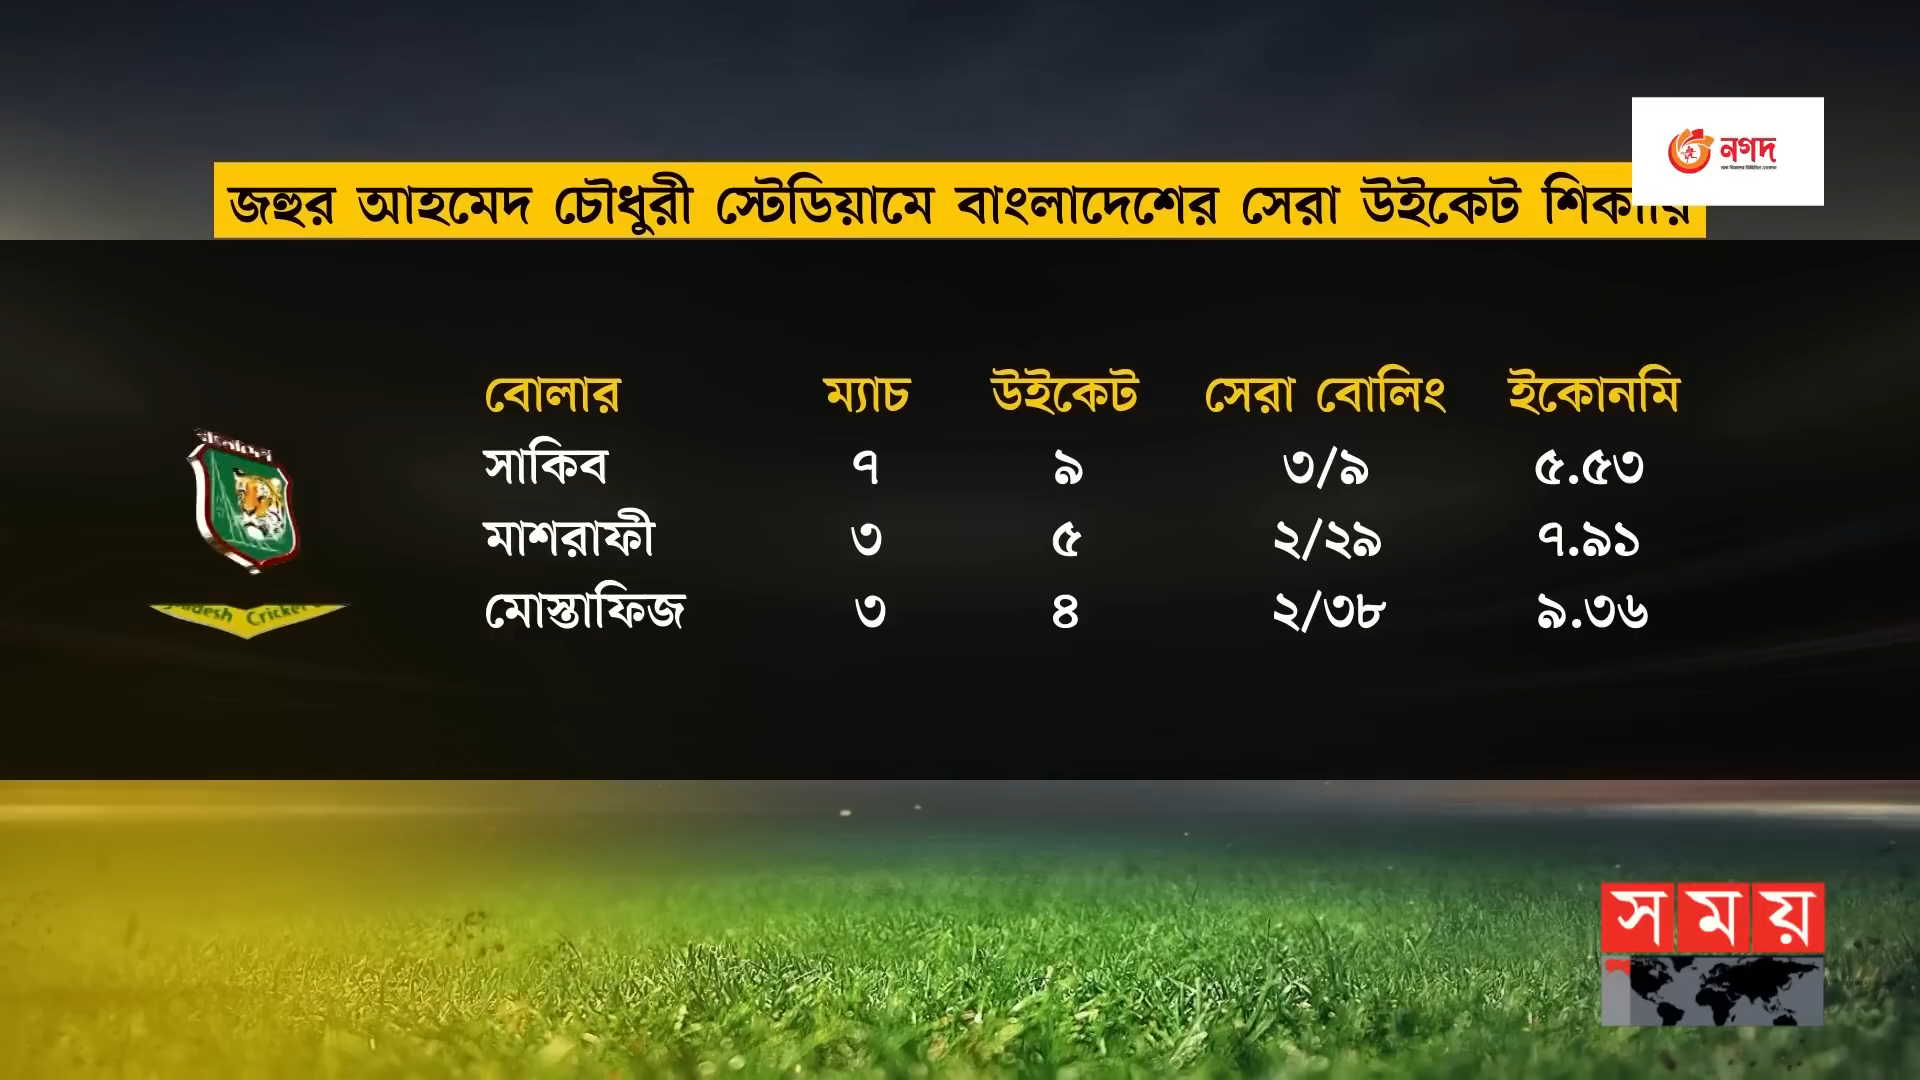 নগদ
জহুর আহমেদ চৌধুরী স্টেডিয়ামে বাংলাদেশের সেরা উইকেট শিকারি
বোলার ম্যাচ উইকেট সেরা বোলিং ইকোনমি
সাকিব ৭ ৯ ৩/৯ ৫.৫৩
মাশরাফী ৩ ৫ ২/২৯ ৭.৯১
মোস্তাফিজ ৩ ৪ ২/৩৮ ৯.৩৬
Cricket
সময়